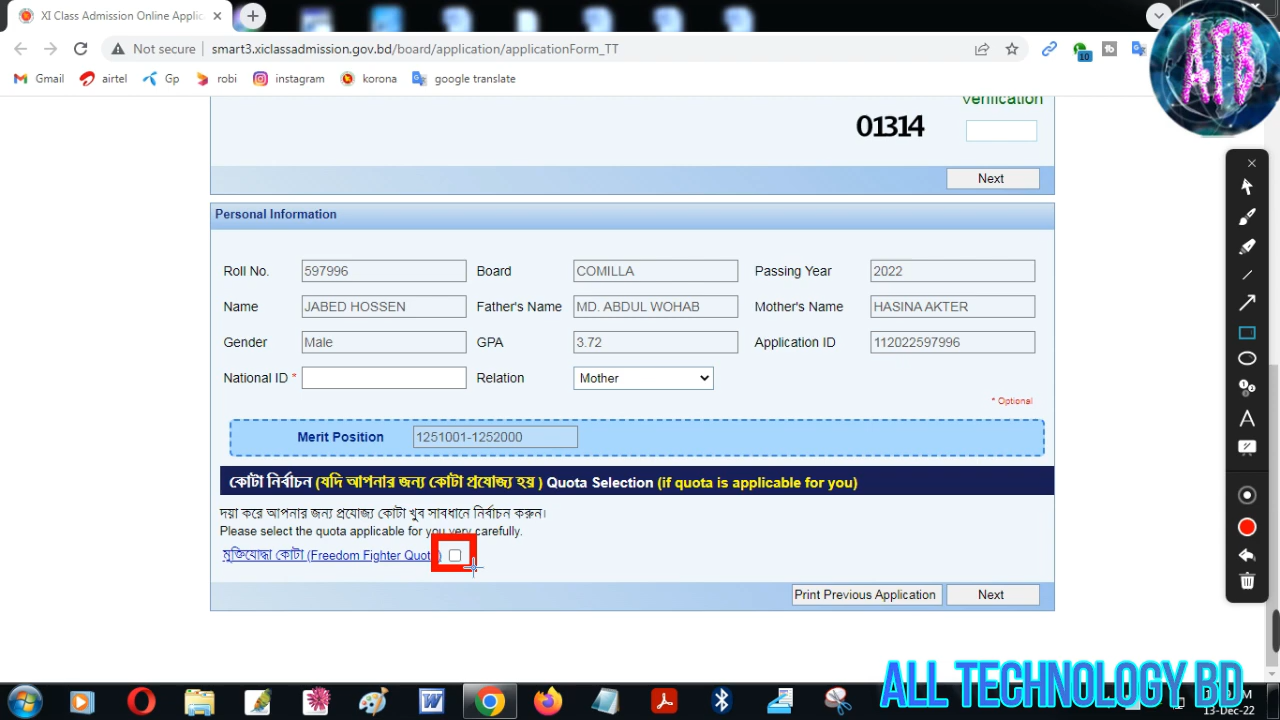 XI Class Admission Online Applic
Not secure smart3.xiclassadmission.gov.bd/board/application/applicationForm_TT
10
Gmail airtel Gp robi instagram korona google translate
ATD
Verification
01314
Next
Personal Information
Roll No. 597996 Board COMILLA Passing Year 2022
Name JABED HOSSEN Father's Name MD. ABDUL WOHAB Mother's Name HASINA AKTER
Gender Male GPA 3.72 Application ID 112022597996
National ID * Relation Mother
* Optional
Merit Position 1251001-1252000
কোটা নির্বাচন (যদি আপনার জন্য কোটা প্রযোজ্য হয় ) Quota Selection (if quota is applicable for you)
দয়া করে আপনার জন্য প্রযোজ্য কোটা খুব সাবধানে নির্বাচন করুন।
Please select the quota applicable for you very carefully.
মুক্তিযোদ্ধা কোটা (Freedom Fighter Quota)
Print Previous Application Next
ALL TECHNOLOGY BD
13-Dec-22